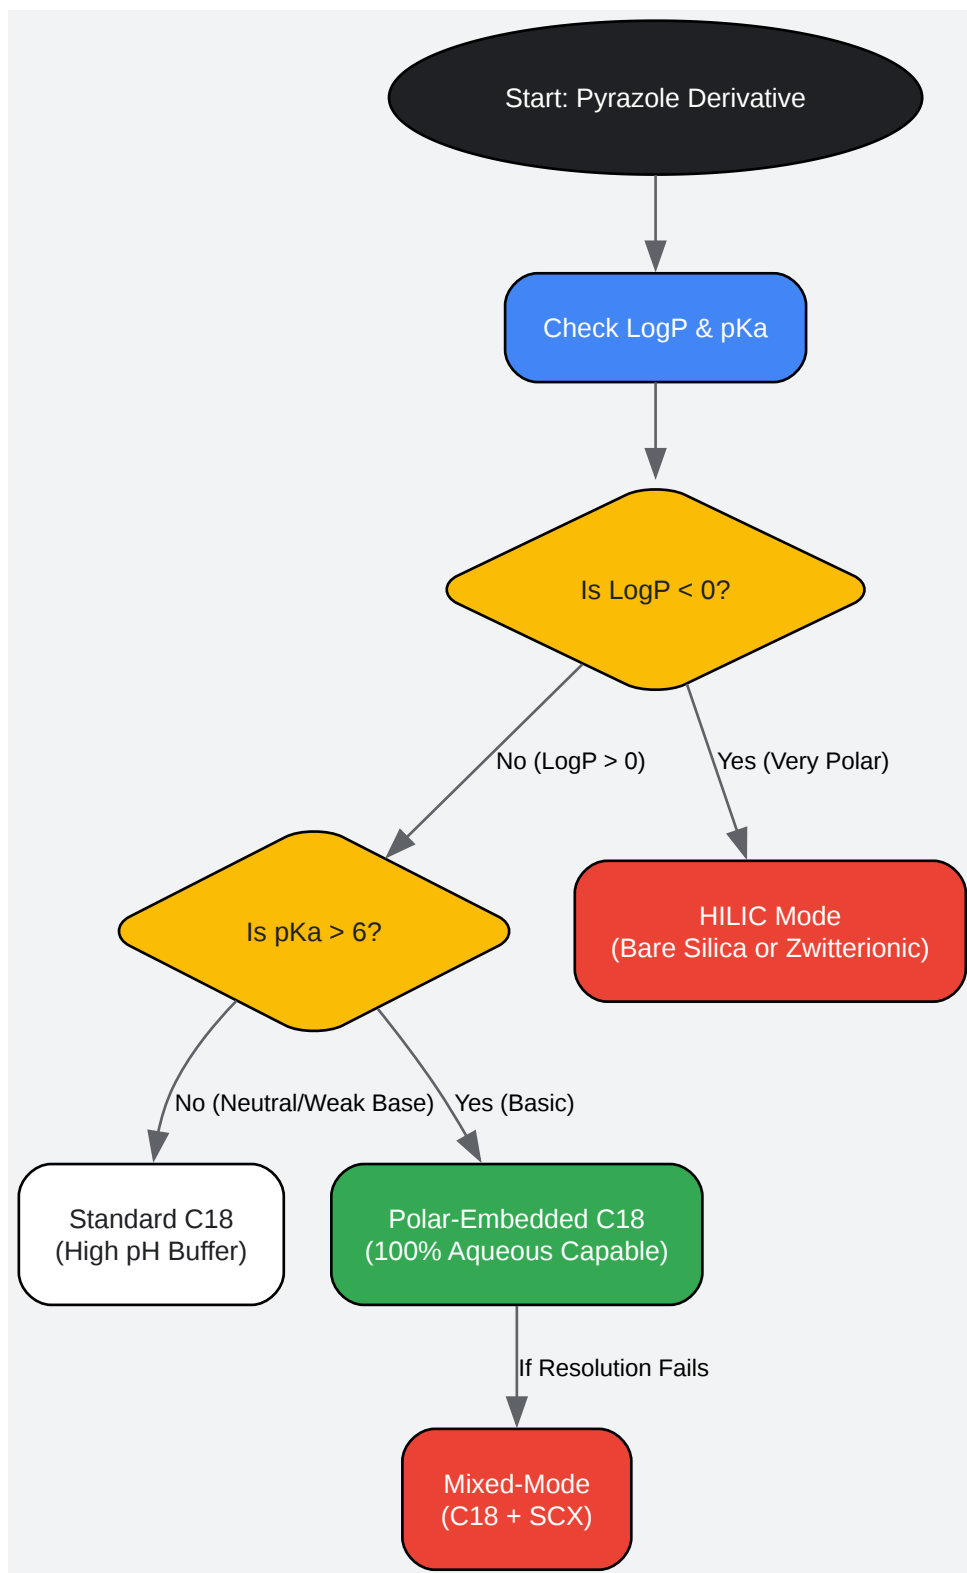 Start: Pyrazole Derivative
Check LogP & pKa
Is LogP < 0?
No (LogP > 0)
Yes (Very Polar)
Is pKa > 6?
HILIC Mode
(Bare Silica or Zwitterionic)
No (Neutral/Weak Base)
Yes (Basic)
Standard C18
(High pH Buffer)
Polar-Embedded C18
(100% Aqueous Capable)
If Resolution Fails
Mixed-Mode
(C18 + SCX)